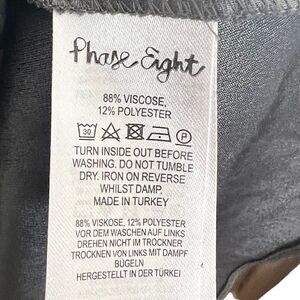 Phase Eight
88% VISCOSE,
12% POLYESTER
30 P
TURN INSIDE OUT BEFORE
WASHING. DO NOT TUMBLE
DRY. IRON ON REVERSE
WHILST DAMP.
MADE IN TURKEY
88% VISKOSE, 12% POLYESTER
VOR DEM WASCHEN AUF LINKS
DREHEN NICHT IM TROCKNER
TROCKNEN VON LINKS MIT DAMPF
BÜGELN
HERGESTELLT IN DER TÜRKEI